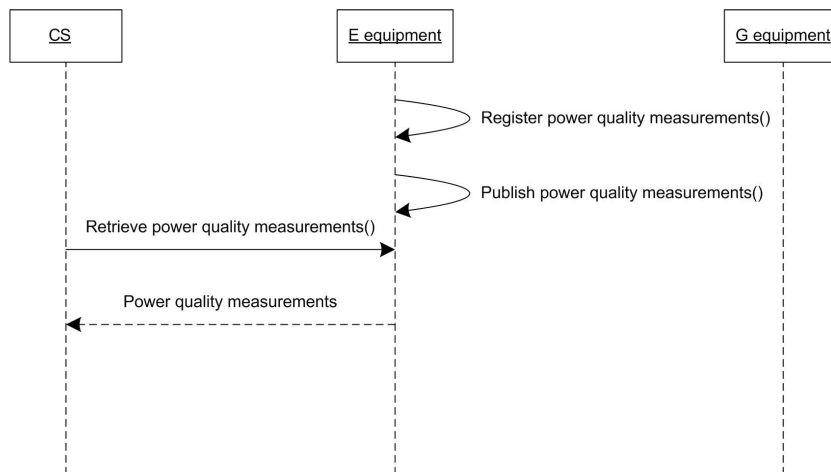 CS
E equipment
G equipment
Register power quality measurements()
Publish power quality measurements()
Retrieve power quality measurements()
Power quality measurements